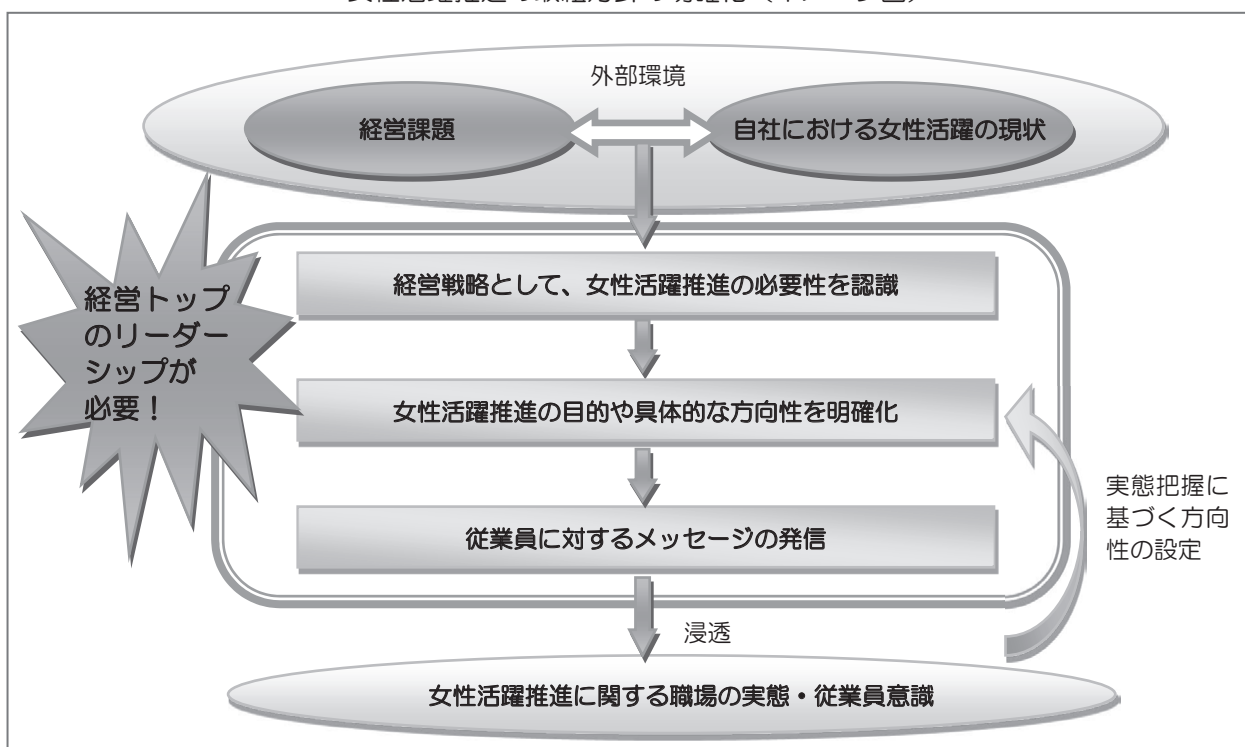 外部環境
経営課題
自社における女性活躍の現状
経営戦略として、女性活躍推進の必要性を認識
経営トップ
のリーダー
シップが
必要！
女性活躍推進の目的や具体的な方向性を明確化
従業員に対するメッセージの発信
実態把握に
基づく方向
性の設定
浸透
女性活躍推進に関する職場の実態・従業員意識